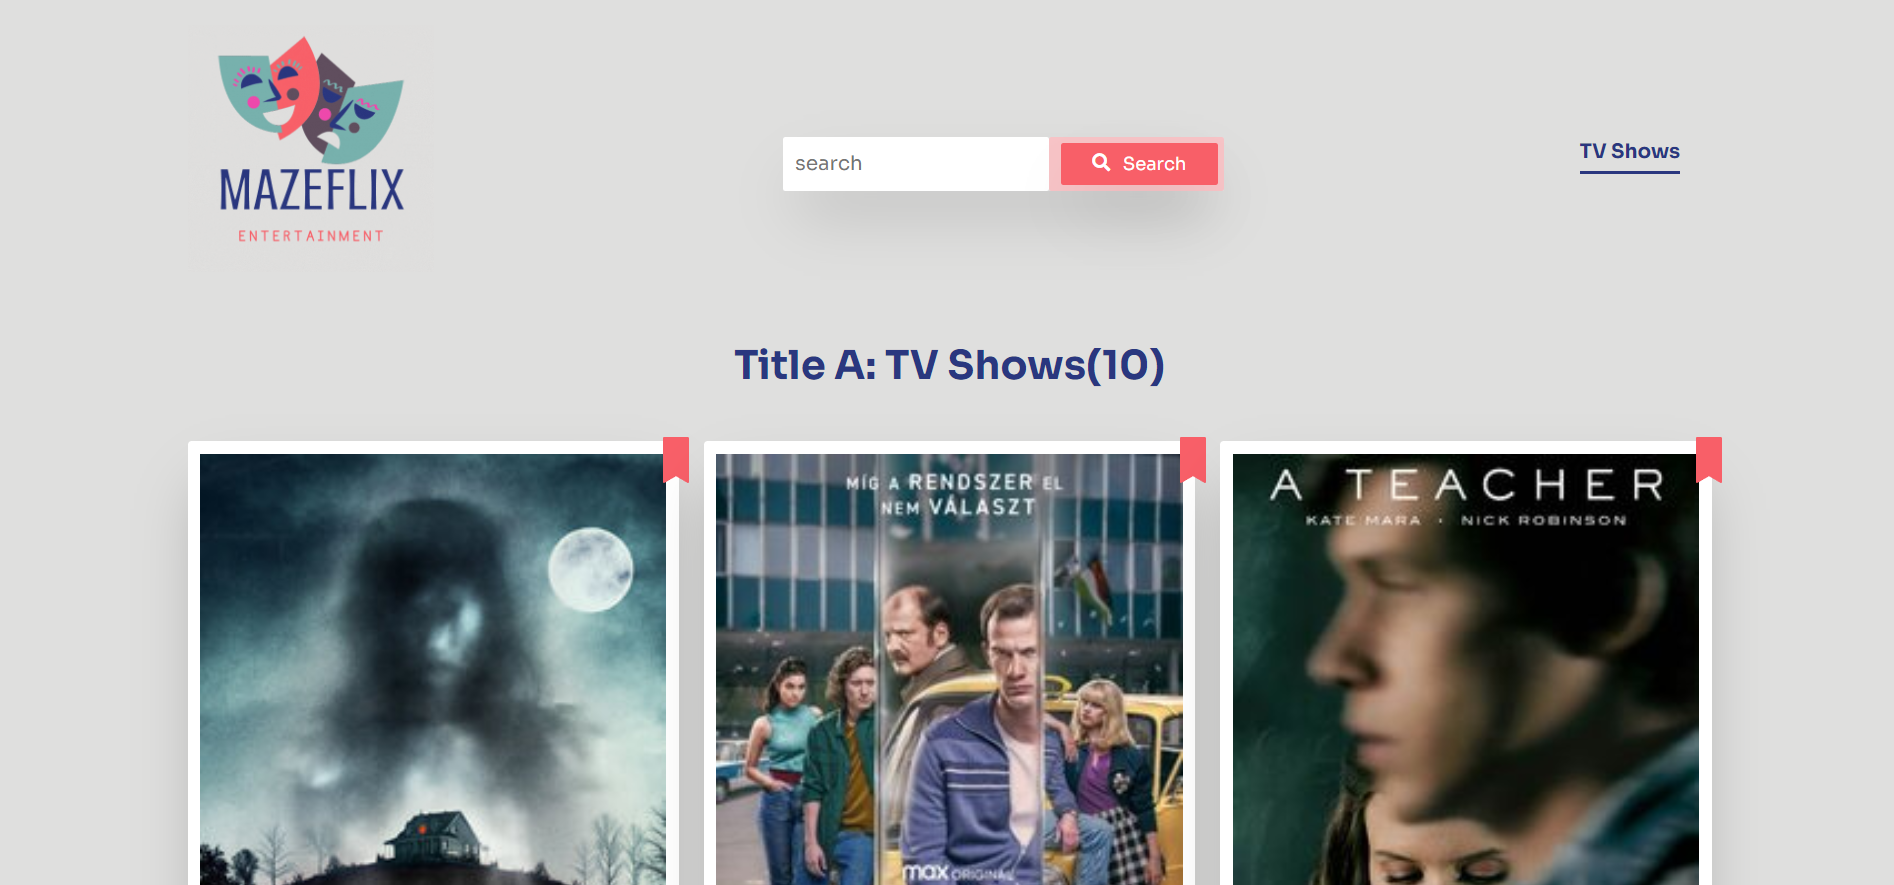 MAZEFLIX
ENTERTAINMENT
search
Search
TV Shows
Title A: TV Shows(10)
MÍG A RENDSZER EL
NEM VÁLASZT
max ORIGINAL
A TEACHER
KATE MARA · NICK ROBINSON